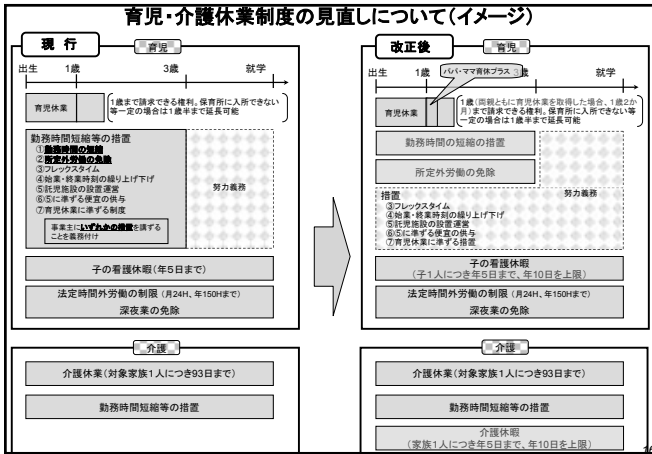 育児・介護休業制度の見直しについて(イメージ)
現 行
育児
出生 1歳 3歳 就学
育児休業
1歳まで請求できる権利。保育所に入所できない
等一定の場合は1歳半まで延長可能
勤務時間短縮等の措置
①勤務時間の短縮
②所定外労働の免除
③フレックスタイム
④始業・終業時刻の繰り上げ下げ
⑤託児施設の設置運営
⑥⑤に準ずる便宜の供与
⑦育児休業に準ずる制度
事業主にいずれかの措置を講ずる
ことを義務付け
努力義務
子の看護休暇(年5日まで)
法定時間外労働の制限(月24H、年150Hまで)
深夜業の免除
介護
介護休業(対象家族1人につき93日まで)
勤務時間短縮等の措置
改正後
育児
パパ・ママ育休プラス
出生 1歳 3歳 就学
育児休業
1歳(両親ともに育児休業を取得した場合、1歳2か
月)まで請求できる権利。保育所に入所できない等
一定の場合は1歳半まで延長可能
勤務時間の短縮の措置
所定外労働の免除
努力義務
措置
③フレックスタイム
④始業・終業時刻の繰り上げ下げ
⑤託児施設の設置運営
⑥⑤に準ずる便宜の供与
⑦育児休業に準ずる措置
子の看護休暇
(子1人につき年5日まで、年10日を上限)
法定時間外労働の制限(月24H、年150Hまで)
深夜業の免除
介護
介護休業(対象家族1人につき93日まで)
勤務時間短縮等の措置
介護休暇
(家族1人につき年5日まで、年10日を上限)